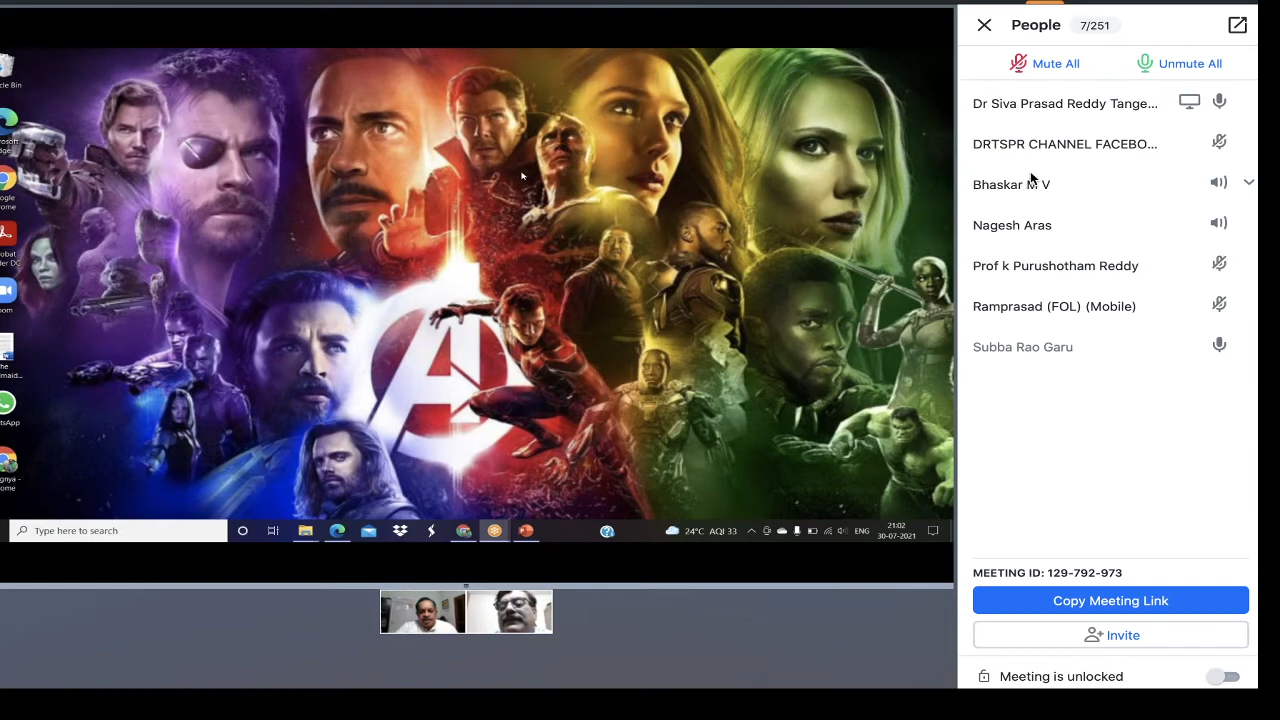 People 7/251
Mute All
Unmute All
Dr Siva Prasad Reddy Tange...
DRTSPR CHANNEL FACEBO...
Bhaskar M V
Nagesh Aras
Prof k Purushotham Reddy
Ramprasad (FOL) (Mobile)
Subba Rao Garu
MEETING ID: 129-792-973
Copy Meeting Link
Invite
Meeting is unlocked
Type here to search
24°C AQI 33
ENG
21:02
30-07-2021